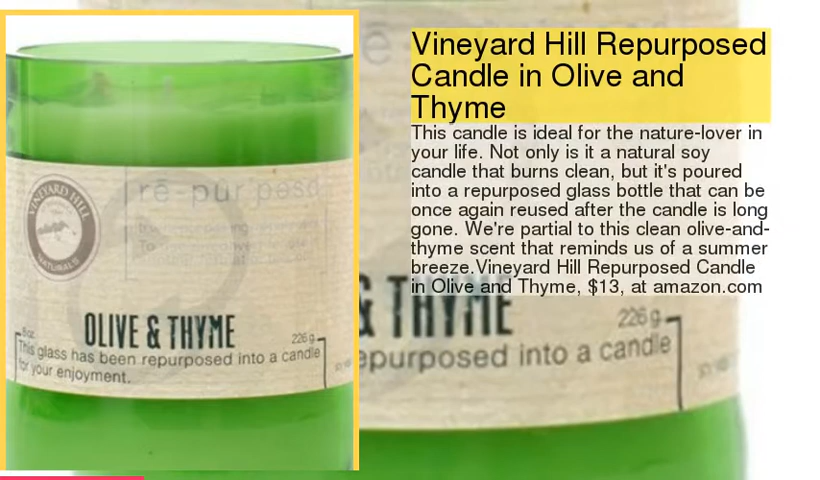 Vineyard Hill Repurposed
Candle in Olive and
Thyme
This candle is ideal for the nature-lover in
your life. Not only is it a natural soy
candle that burns clean, but it's poured
into a repurposed glass bottle that can be
once again reused after the candle is long
gone. We're partial to this clean olive-and-
thyme scent that reminds us of a summer
breeze.Vineyard Hill Repurposed Candle
in Olive and Thyme, $13, at amazon.com
VINEYARD HILL
NATURALS
rē-pur posd
OLIVE & THYME
8oz.
226g
This glass has been repurposed into a candle
for your enjoyment.
& THYME
226g
epurposed into a candle